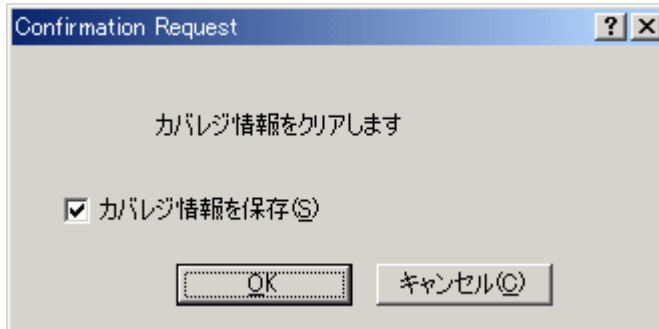 Confirmation Request
カバレジ情報をクリアします
カバレジ情報を保存(S)
OK
キャンセル(C)